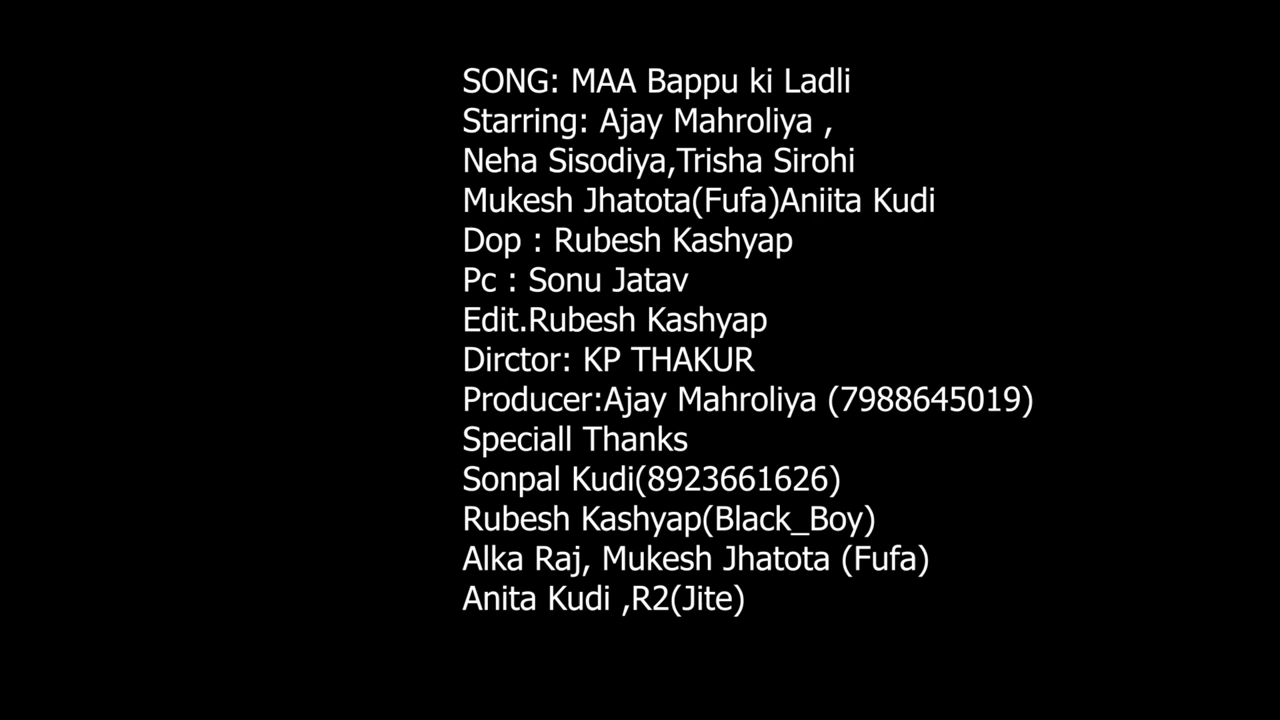 SONG: MAA Bappu ki Ladli
Starring: Ajay Mahroliya ,
Neha Sisodiya,Trisha Sirohi
Mukesh Jhatota(Fufa)Aniita Kudi
Dop : Rubesh Kashyap
Pc : Sonu Jatav
Edit.Rubesh Kashyap
Dirctor: KP THAKUR
Producer:Ajay Mahroliya (7988645019)
Speciall Thanks
Sonpal Kudi(8923661626)
Rubesh Kashyap(Black_Boy)
Alka Raj, Mukesh Jhatota (Fufa)
Anita Kudi ,R2(Jite)